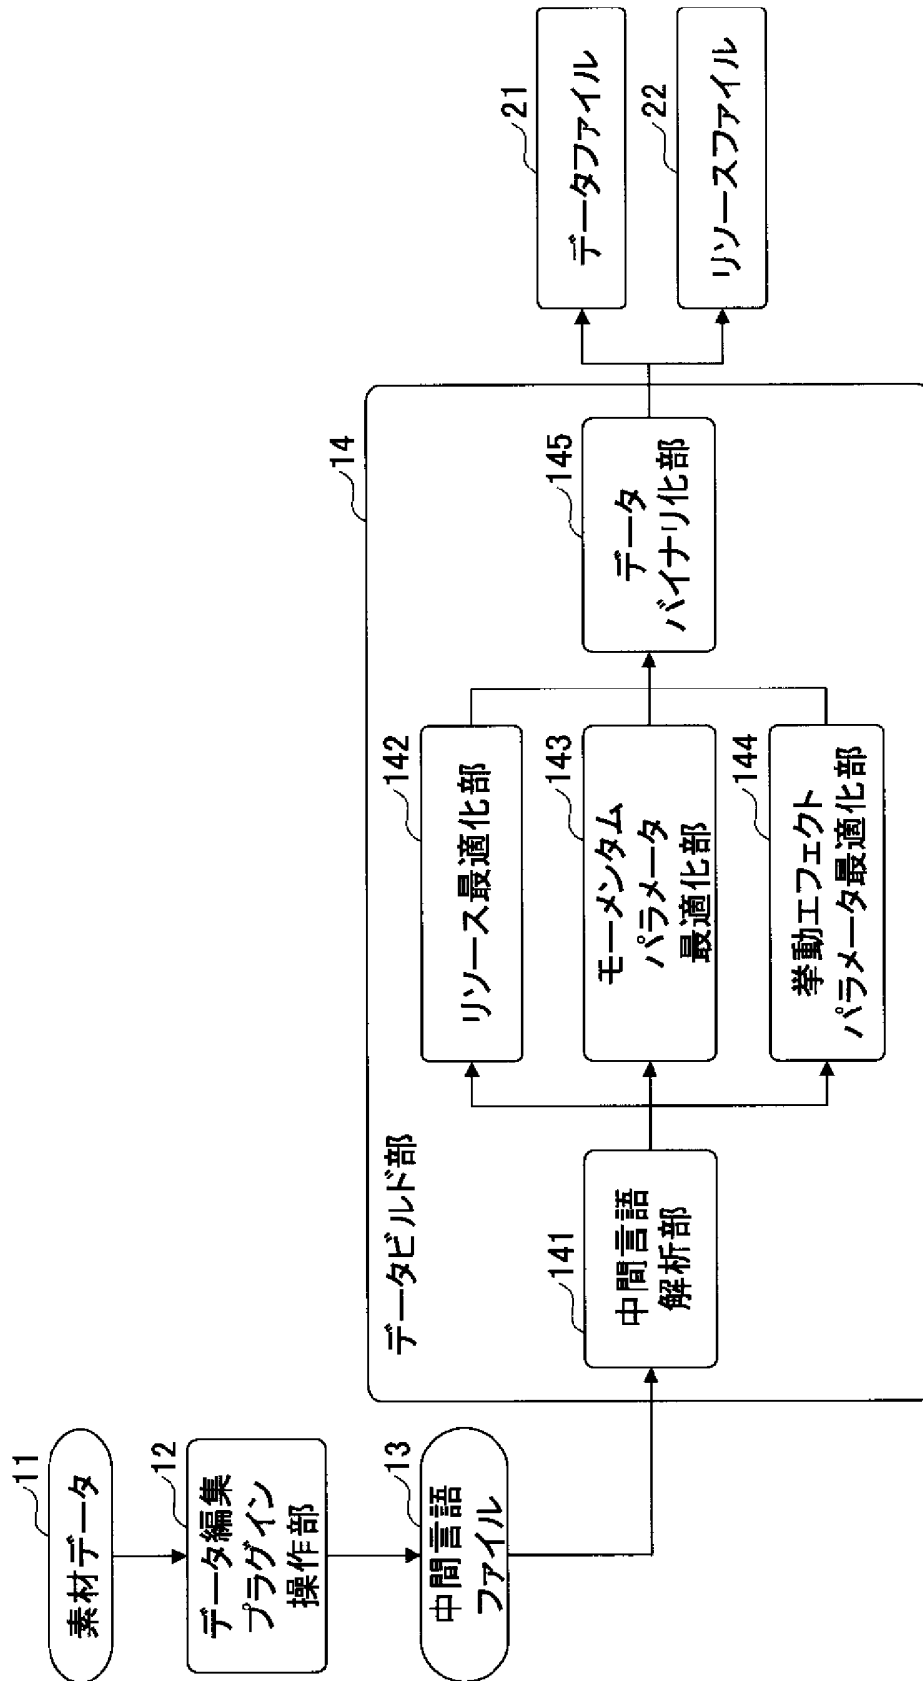 11
素材データ
12
データ編集
プラグイン
操作部
13
中間言語
ファイル
14
データビルド部
141
中間言語
解析部
142
リソース最適化部
143
モーメンタム
パラメータ
最適化部
144
挙動エフェクト
パラメータ最適化部
145
データ
バイナリ化部
21
データファイル
22
リソースファイル